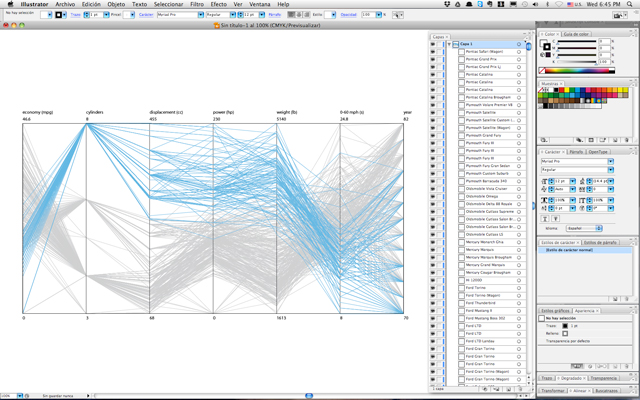 Illustrator Archivo Edición Objeto Texto Seleccionar Filtro Efecto Ver Ventana Ayuda
Wed 6:45 PM
No hay selección
Trazo: 1 pt
Carácter Myriad Pro Regular 12 pt Párrafo Estilo: Opacidad 100 %
Sin título-1 al 100% (CMYK/Previsualizar)
economy (mpg) cylinders displacement (cc) power (hp) weight (lb) 0-60 mph (s) year
46.6 8 455 230 5140 24.8 82
9 3 68 0 1613 8 70
100% Sin guardar nunca
Capas
Capa 1
Pontiac Safari (Wagon)
Pontiac Grand Prix
Pontiac Grand Prix Lj
Pontiac Catalina
Pontiac Catalina
Pontiac Catalina
Pontiac Catalina Brougham
Plymouth Volare Premier V8
Plymouth Satellite
Plymouth Satellite Custom
Plymouth Satellite (Wagon)
Plymouth Fury Iii
Plymouth Fury Iii
Plymouth Fury Iii
Plymouth Fury Gran Sedan
Plymouth Custom Suburb
Plymouth Barracuda 340
Oldsmobile Vista Cruiser
Oldsmobile Omega
Oldsmobile Delta 88 Royale
Oldsmobile Cutlass Supreme
Oldsmobile Cutlass Salon Br
Oldsmobile Cutlass Salon Br
Oldsmobile Cutlass LS
Mercury Monarch Ghia
Mercury Marquis
Mercury Marquis Brougham
Mercury Grand Marquis
Mercury Cougar Brougham
Hi 1200D
Ford Torino
Ford Torino (Wagon)
Ford Thunderbird
Ford Mustang II
Ford Mustang Boss 302
Ford LTD
Ford LTD
Ford LTD Landau
Ford Gran Torino
Ford Gran Torino
Ford Gran Torino
Ford Gran Torino (Wagon)
Ford Gran Torino (Wagon)
1 capa
Color Guía de color
C
M
Y
K 100 %
Muestras
Carácter Párrafo OpenType
Myriad Pro
Regular
12 pt 14.4 pt
Auto 0
100% 100%
0 pt 0°
Idioma: Español
Estilos de carácter Estilos de párrafo
[Estilo de carácter normal]
Estilos gráficos Apariencia
No hay selección
Trazo: 1 pt
Relleno:
Transparencia por defecto
Trazo Degradado Transparencia
Transformar Alinear Buscatrazos